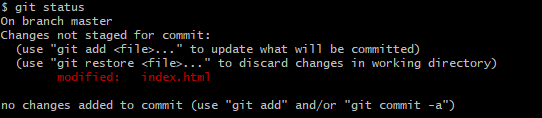 $ git status
On branch master
Changes not staged for commit:
  (use "git add <file>..." to update what will be committed)
  (use "git restore <file>..." to discard changes in working directory)
        modified:   index.html

no changes added to commit (use "git add" and/or "git commit -a")